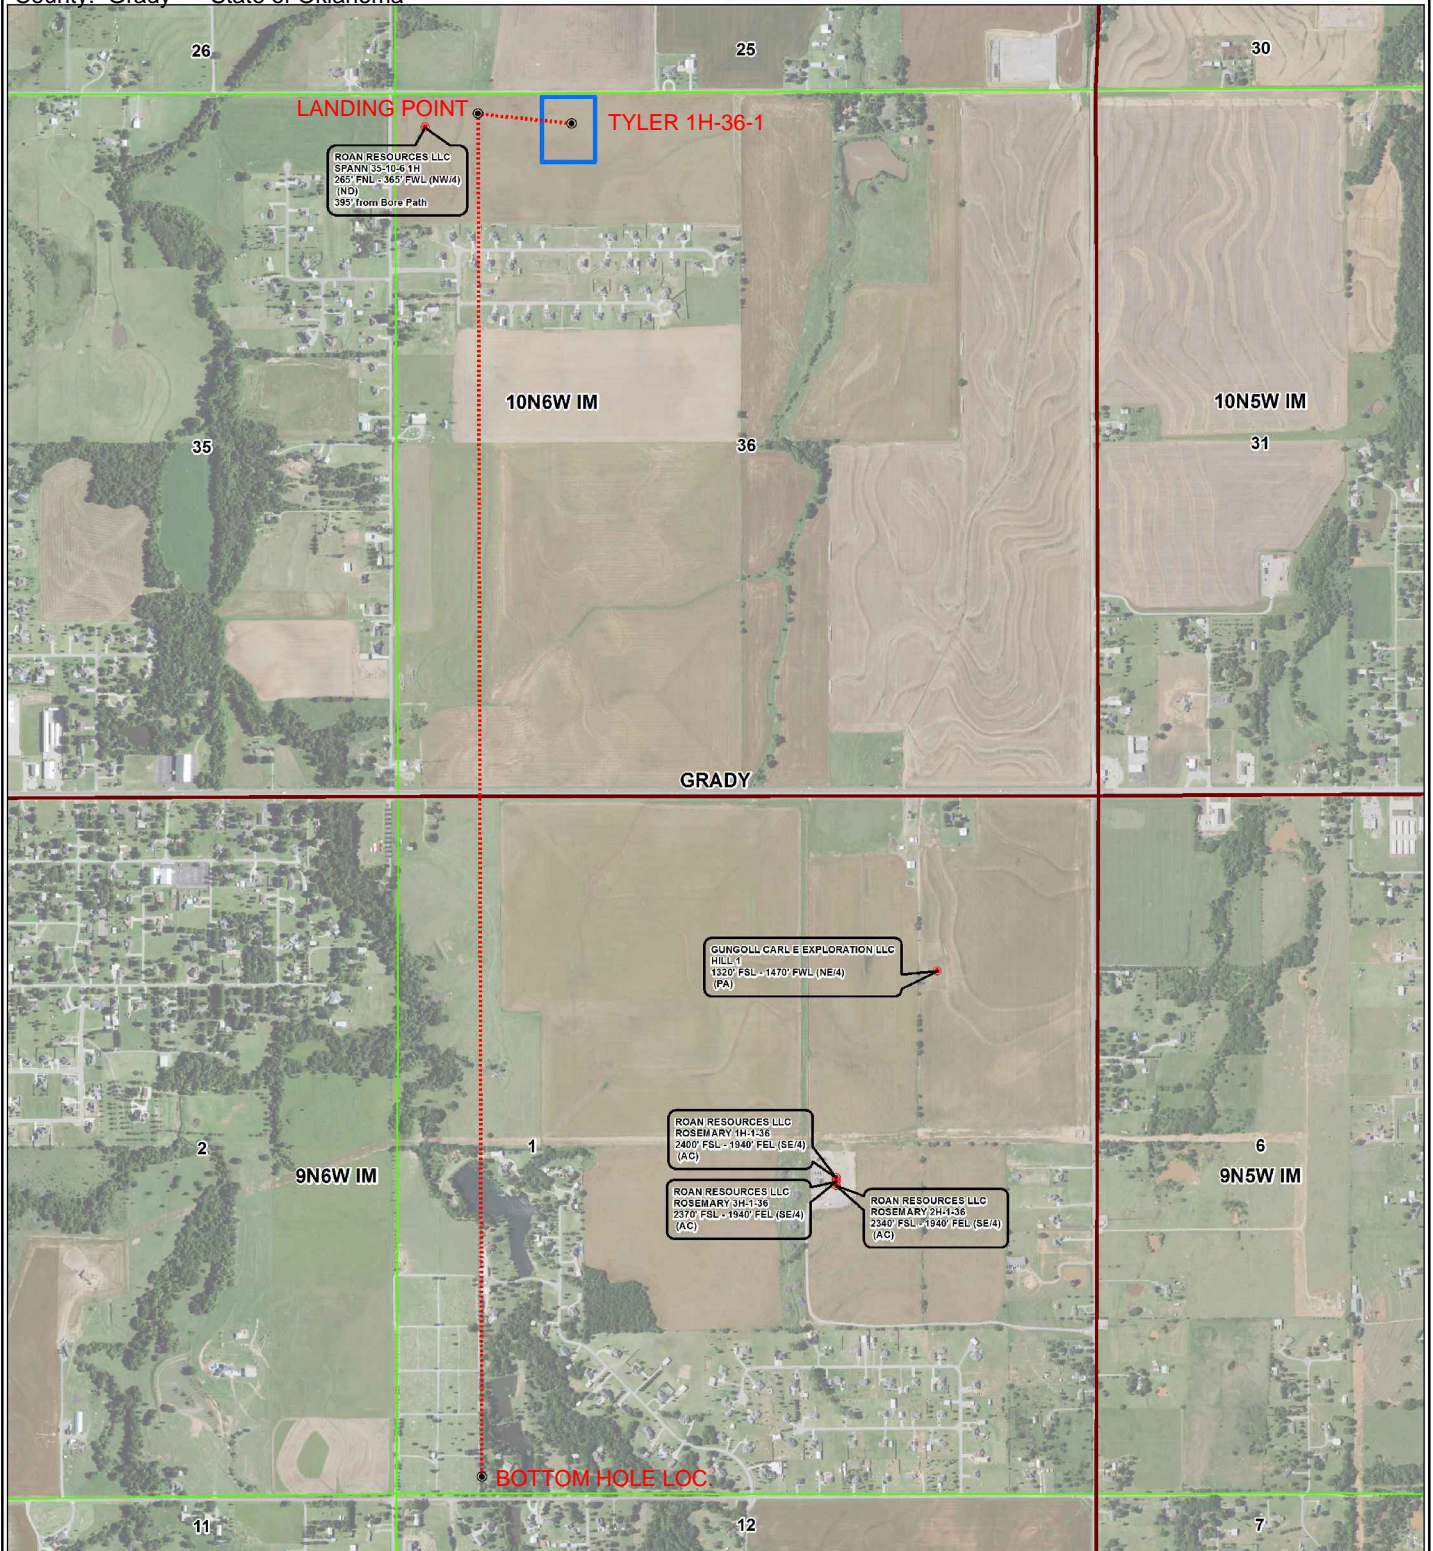 County: Grady State of Oklahoma
26
25
30
LANDING POINT
TYLER 1H-36-1
ROAN RESOURCES LLC
SPANN 35-10-6 1H
265' FNL - 365' FWL (NW/4)
(ND)
395' from Bore Path
10N6W IM
10N5W IM
35
36
31
GRADY
GUNGOLL CARL E EXPLORATION LLC
HILL 1
1320' FSL - 1470' FWL (NE/4)
(PA)
ROAN RESOURCES LLC
ROSEMARY 1H-1-36
2400' FSL - 1940' FEL (SE/4)
(AC)
2
1
6
9N6W IM
9N5W IM
ROAN RESOURCES LLC
ROSEMARY 3H-1-36
2370' FSL - 1940' FEL (SE/4)
(AC)
ROAN RESOURCES LLC
ROSEMARY 2H-1-36
2340' FSL - 1940' FEL (SE/4)
(AC)
BOTTOM HOLE LOC.
11
12
7